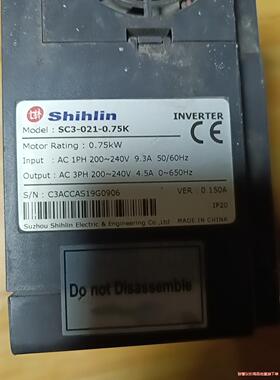 Shihlin
INVERTER
Model : SC3-021-0.75K
CE
Motor Rating : 0.75kW
Input : AC 1PH 200~240V 9.3A 50/60Hz
Output : AC 3PH 200~240V 4.5A 0~650Hz
S/N : C3ACCAS19G0906
VER : 0.150A
IP20
Suzhou Shihlin Electric & Engineering Co.,Ltd
MADE IN CHINA
Do not Disassemble